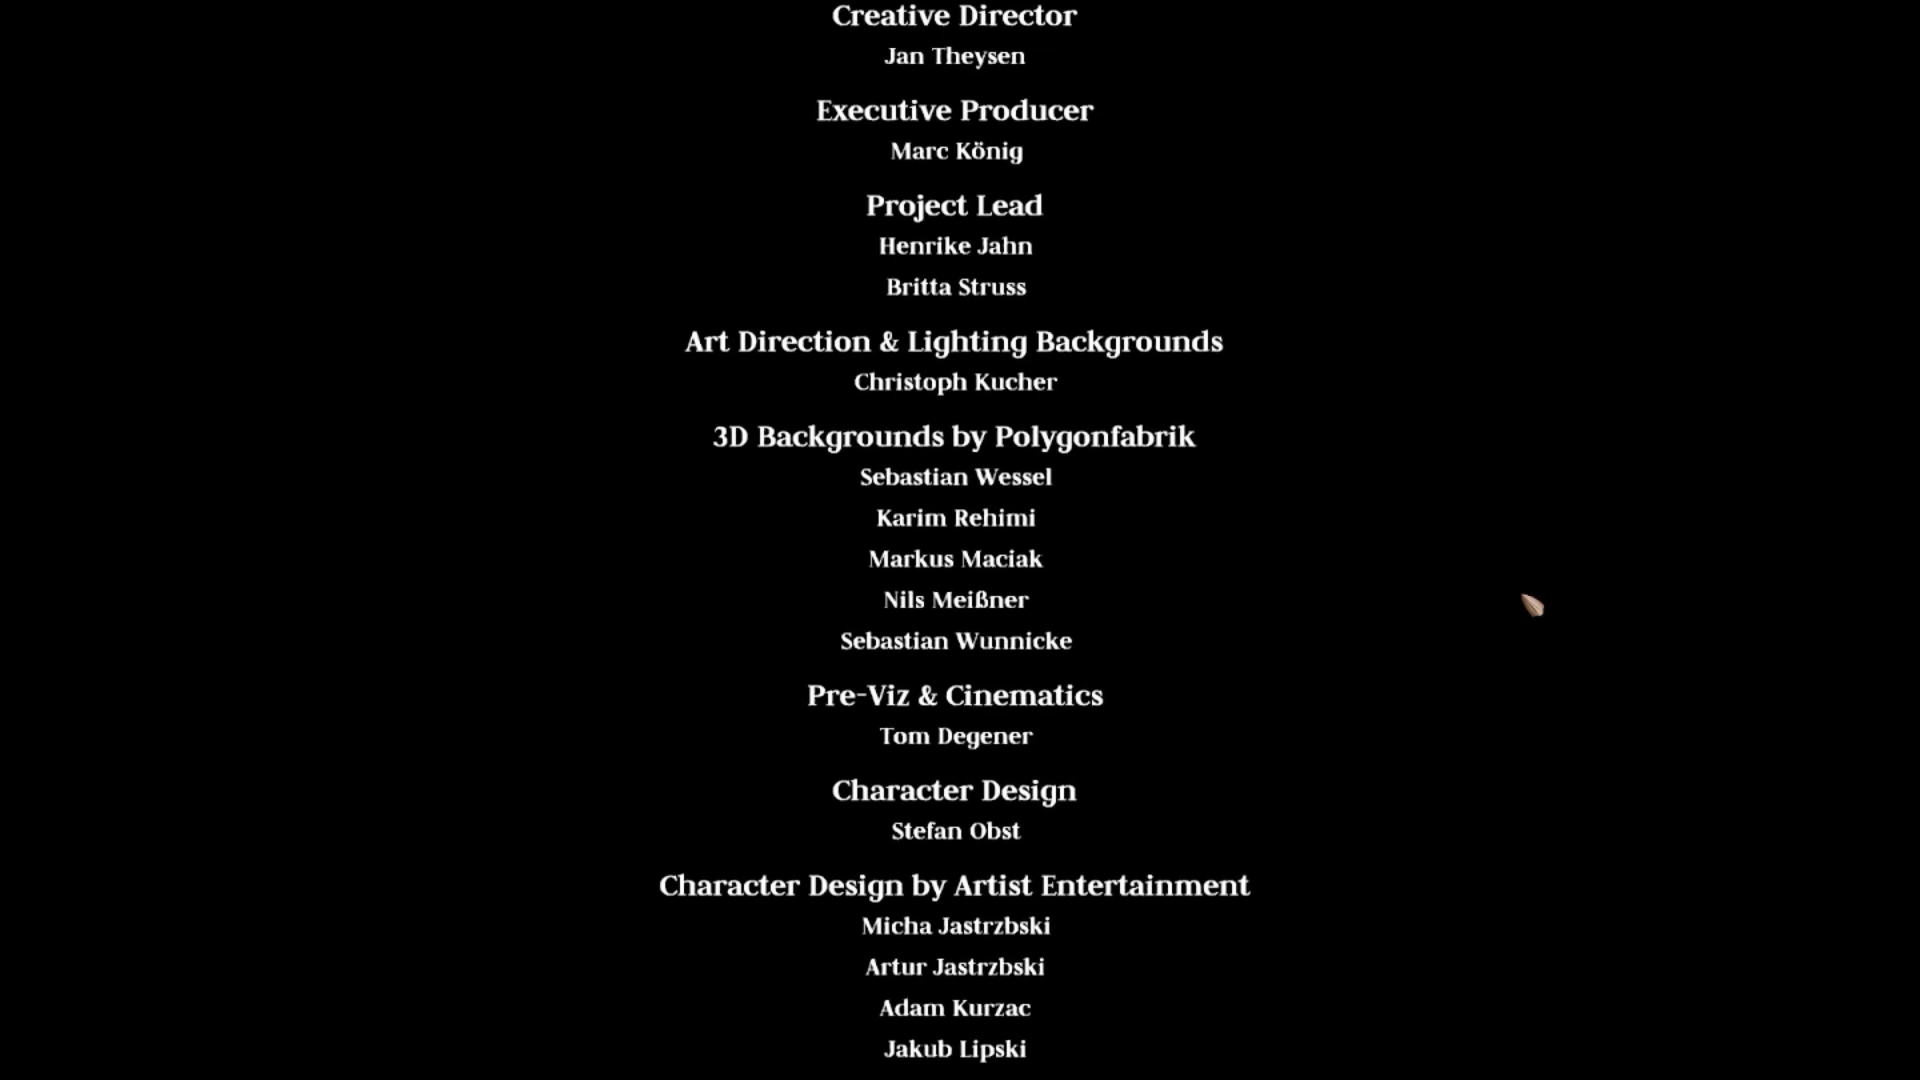 Creative Director
Jan Theysen
Executive Producer
Marc König
Project Lead
Henrike Jahn
Britta Struss
Art Direction & Lighting Backgrounds
Christoph Kucher
3D Backgrounds by Polygonfabrik
Sebastian Wessel
Karim Rehimi
Markus Maciak
Nils Meißner
Sebastian Wunnicke
Pre-Viz & Cinematics
Tom Degener
Character Design
Stefan Obst
Character Design by Artist Entertainment
Micha Jastrzbski
Artur Jastrzbski
Adam Kurzac
Jakub Lipski